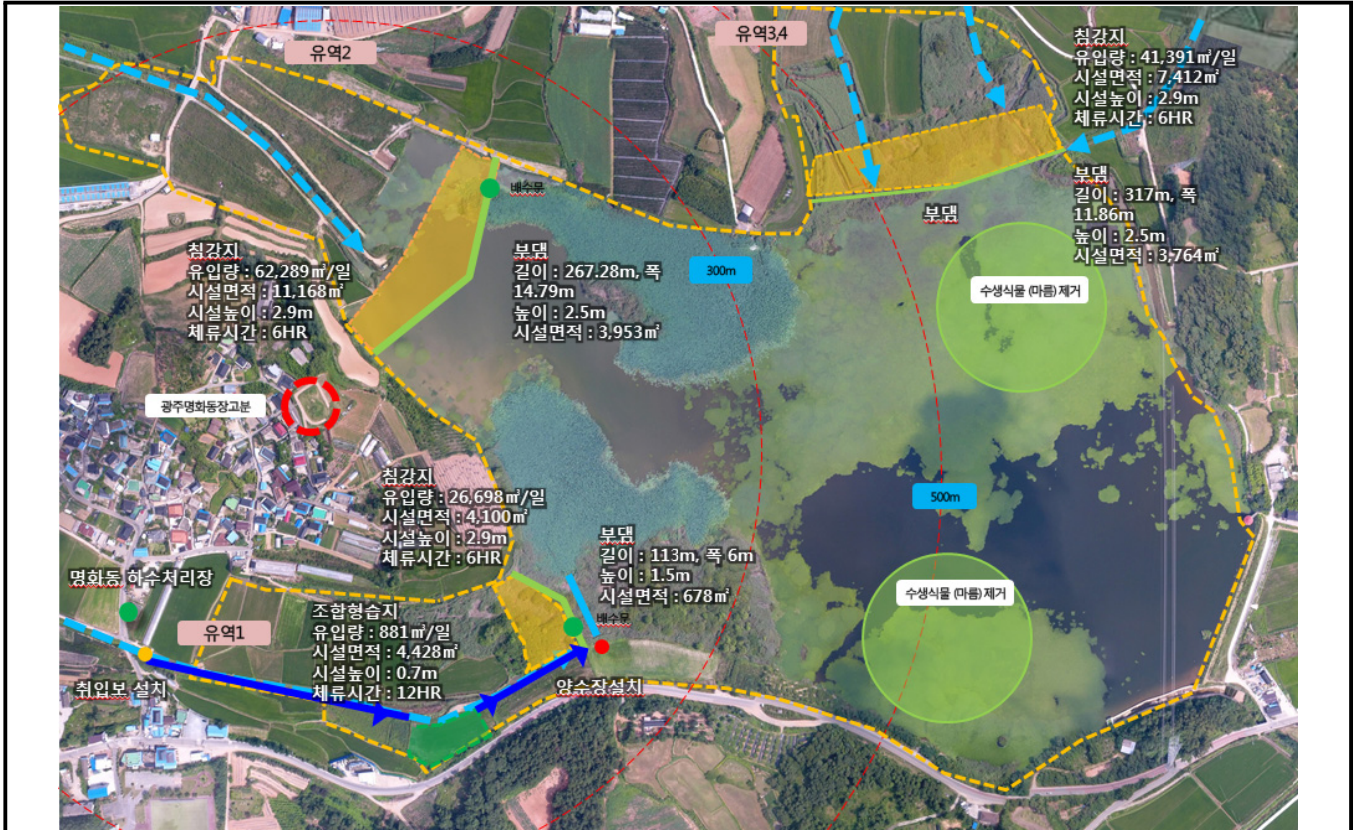 유역2
유역3,4
침강지
유입량 : 41,391㎥/일
시설면적 : 7,412㎡
시설높이 : 2.9m
체류시간 : 6HR
배수문
부댐
길이 : 317m, 폭
11.86m
높이 : 2.5m
시설면적 : 3,764㎡
부댐
침강지
유입량 : 62,289㎥/일
시설면적 : 11,168㎡
시설높이 : 2.9m
체류시간 : 6HR
부댐
길이 : 267.28m, 폭
14.79m
높이 : 2.5m
시설면적 : 3,953㎡
300m
수생식물 (마름) 제거
광주명화동장고분
침강지
유입량 : 26,698㎥/일
시설면적 : 4,100㎡
시설높이 : 2.9m
체류시간 : 6HR
500m
부댐
길이 : 113m, 폭 6m
높이 : 1.5m
시설면적 : 678㎡
배수문
수생식물 (마름) 제거
명화동 하수처리장
유역1
조합형습지
유입량 : 881㎥/일
시설면적 : 4,428㎡
시설높이 : 0.7m
체류시간 : 12HR
취입보 설치
양수장설치